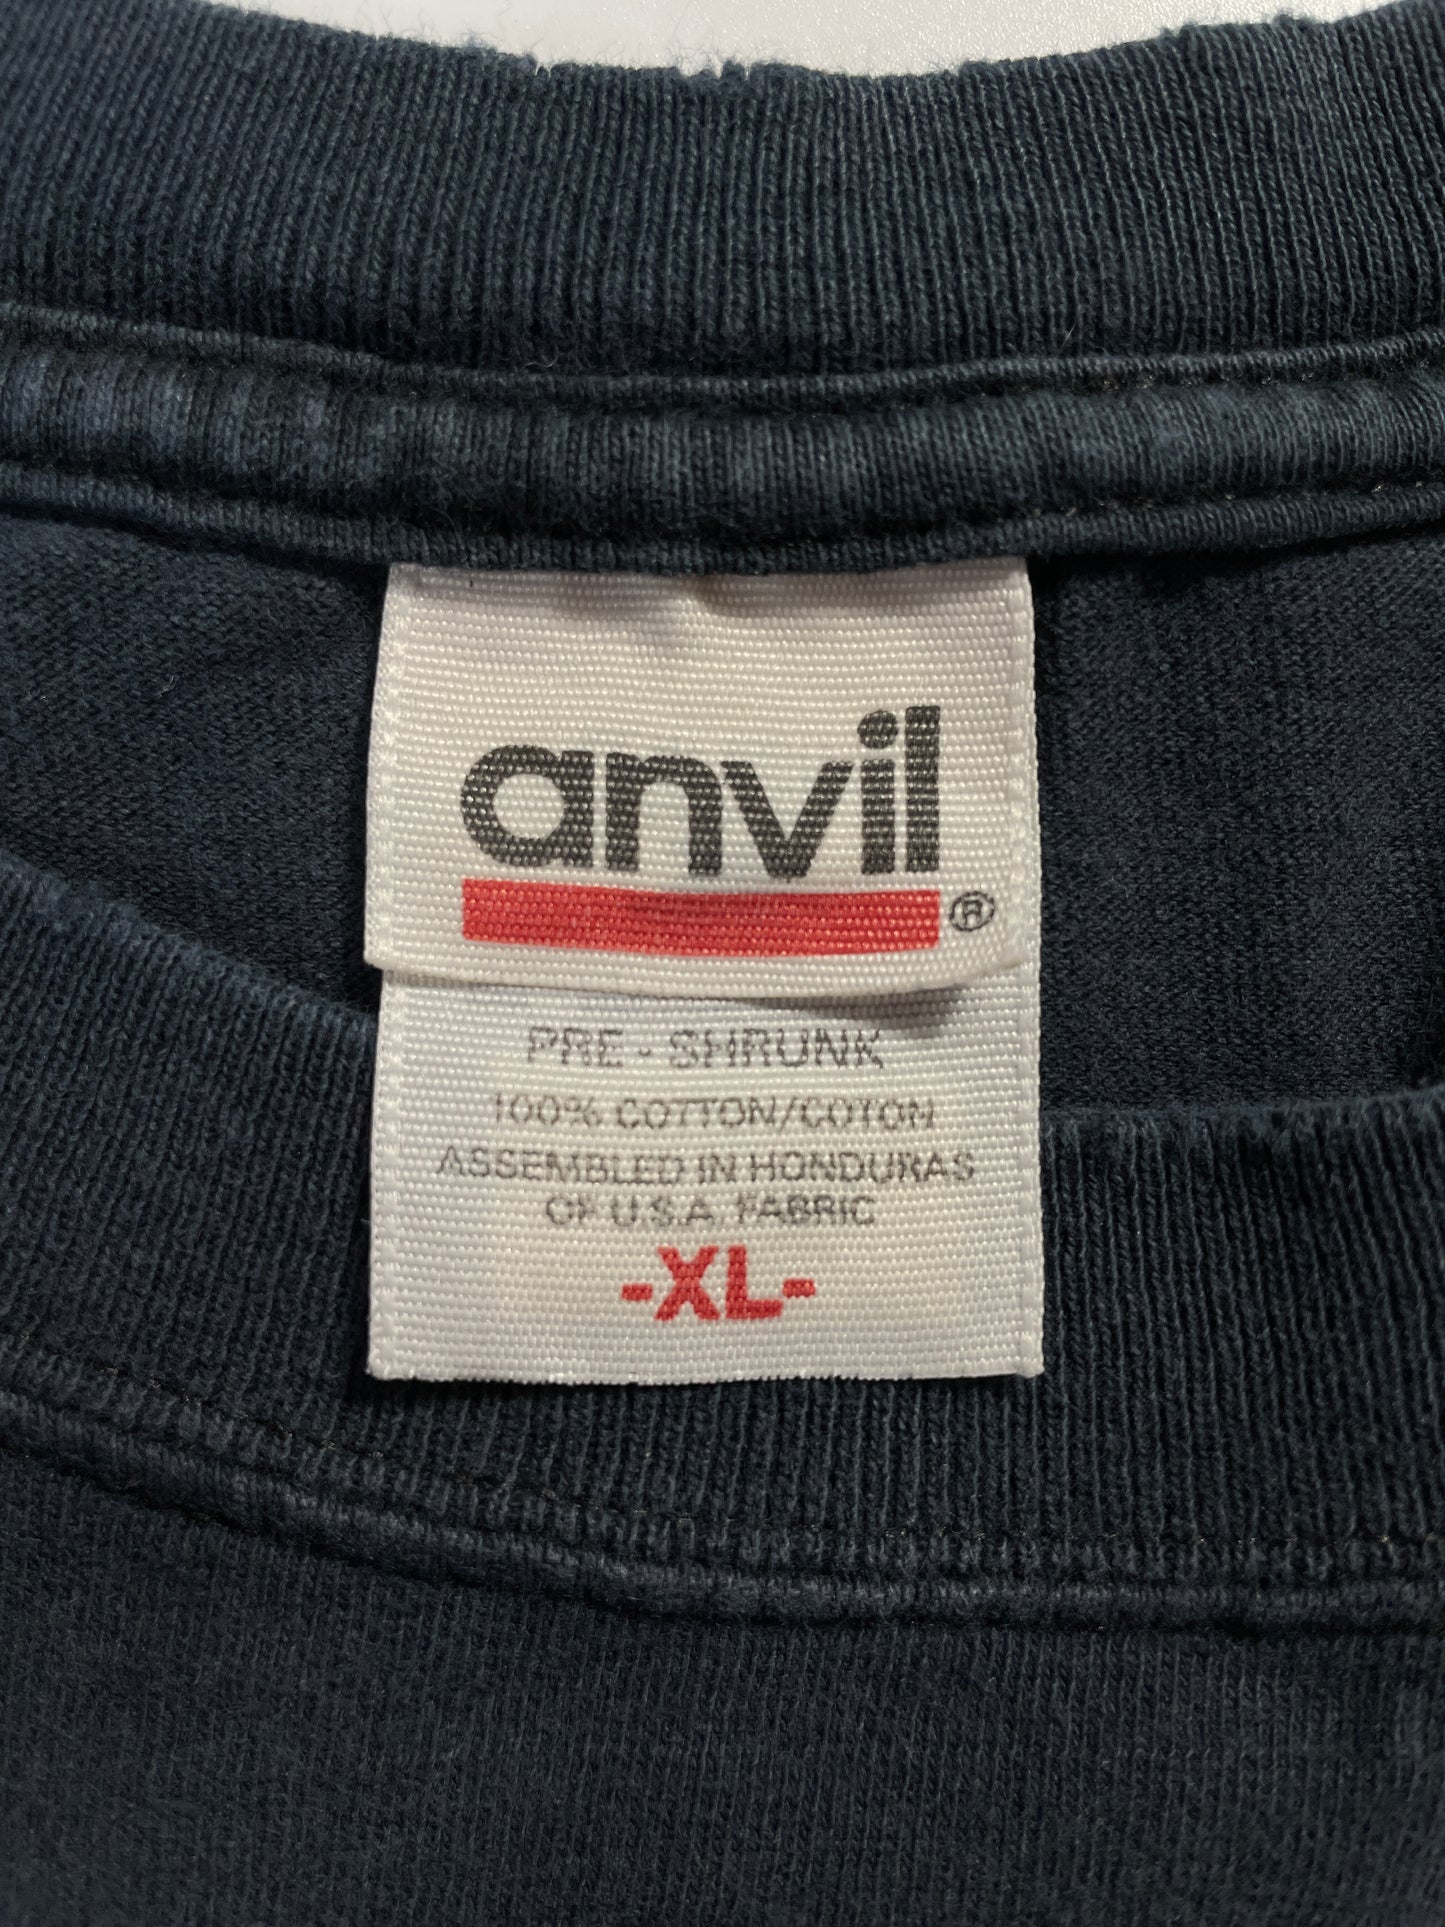 anvil®
PRE-SHRUNK
100% COTTON/COTON
ASSEMBLED IN HONDURAS
OF U.S.A. FABRIC
-XL-